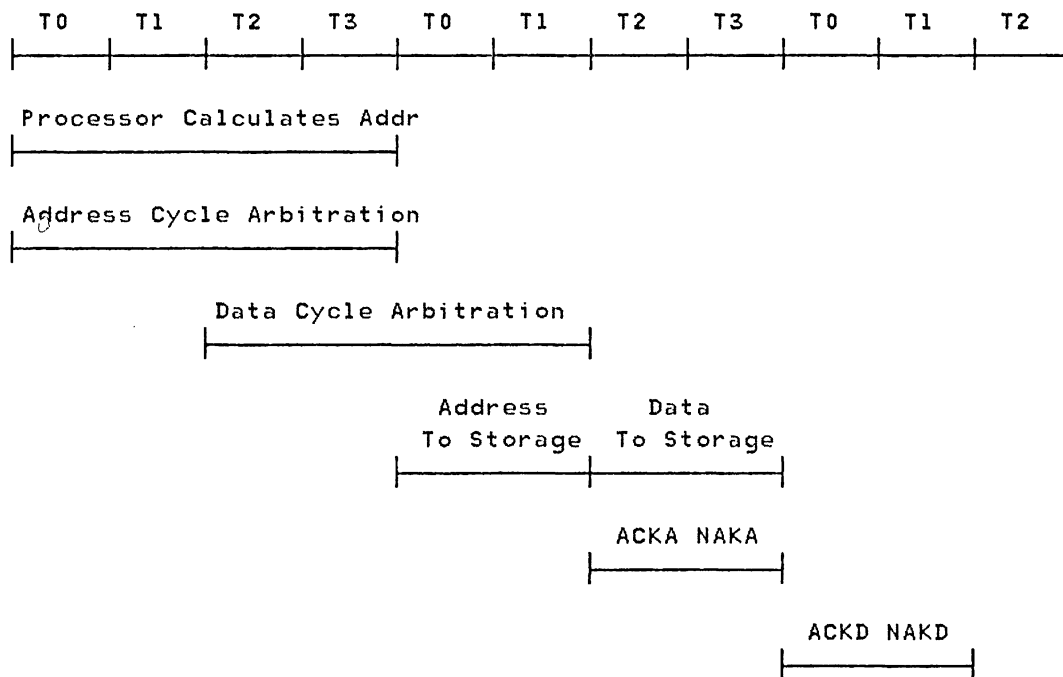 T0 T1 T2 T3 T0 T1 T2 T3 T0 T1 T2
Processor Calculates Addr
Address Cycle Arbitration
Data Cycle Arbitration
Address Data
To Storage To Storage
ACKA NAKA
ACKD NAKD